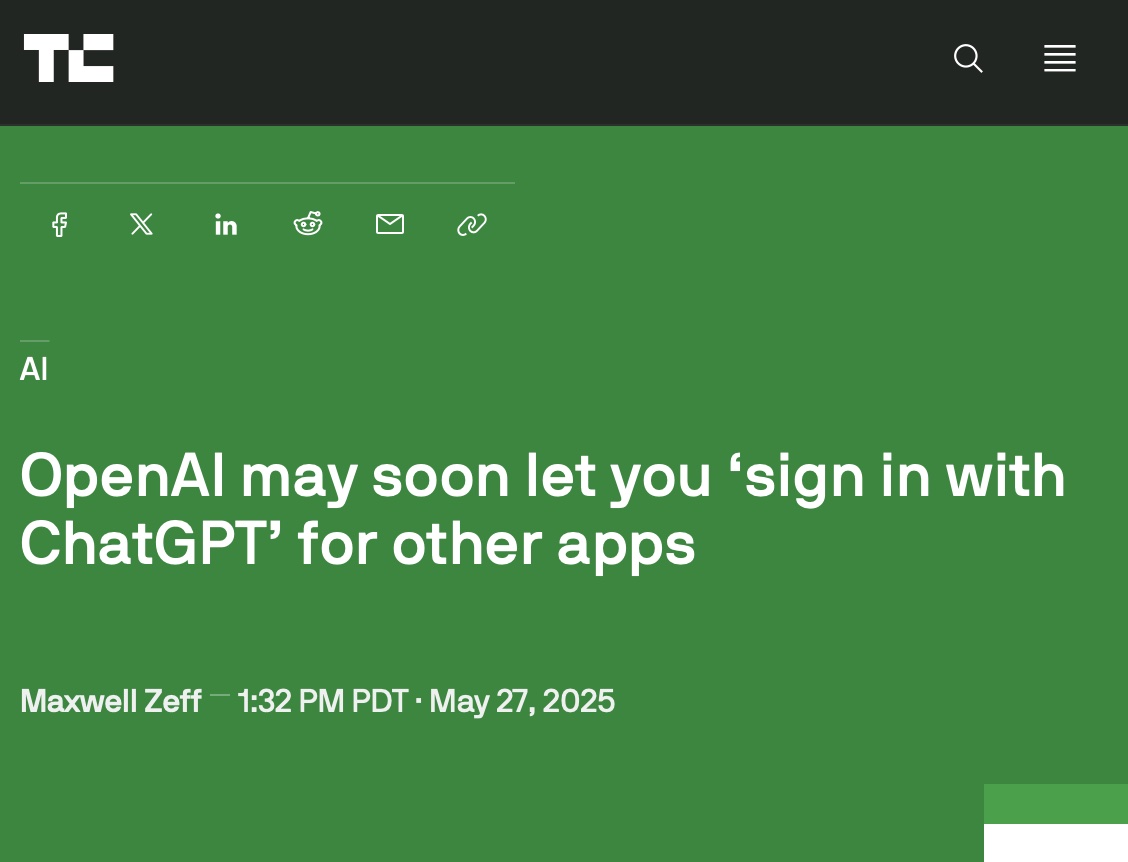 TC
AI
OpenAI may soon let you ‘sign in with
ChatGPT’ for other apps
Maxwell Zeff — 1:32 PM PDT · May 27, 2025